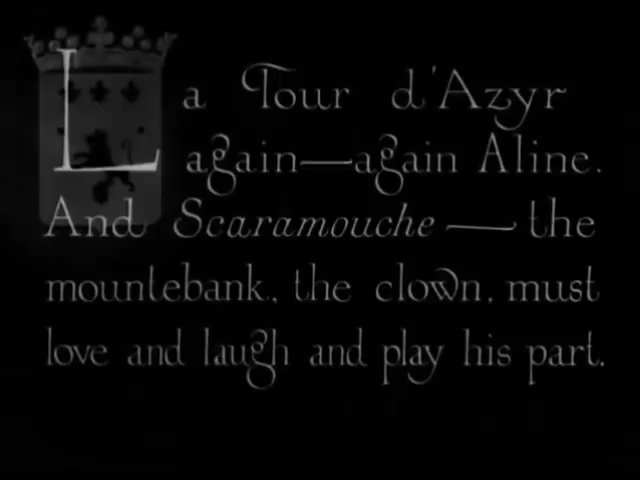 La Tour d'Azyr
again—again Aline.
And Scaramouche — the
mountebank, the clown, must
love and laugh and play his part.